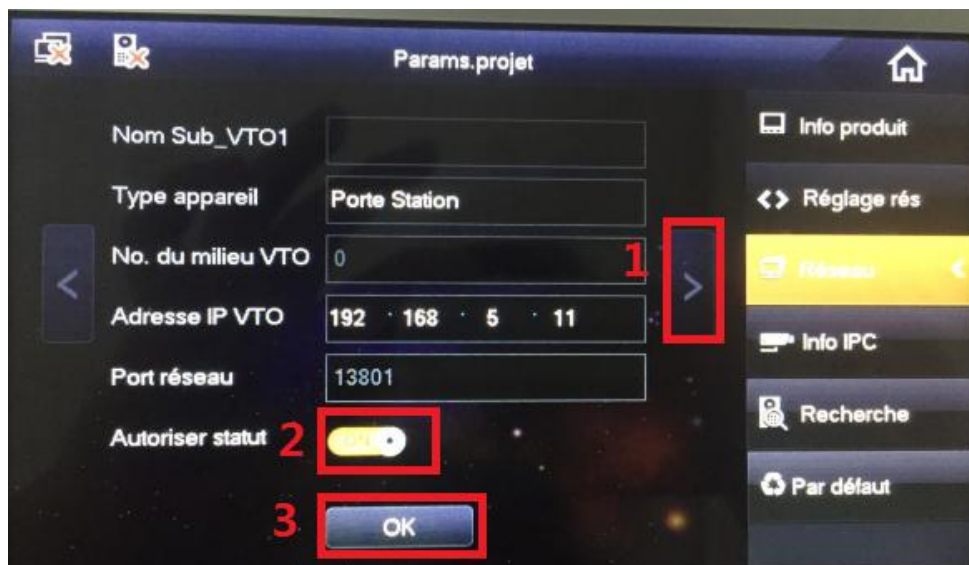 Params.projet
Nom Sub_VTO1
Type appareil
Porte Station
No. du milieu VTO
0
1
>
<
Adresse IP VTO
192 . 168 . 5 . 11
Port réseau
13801
Autoriser statut
2
ON
3
OK
Info produit
<> Réglage rés
Réseau <
Info IPC
Recherche
Par défaut